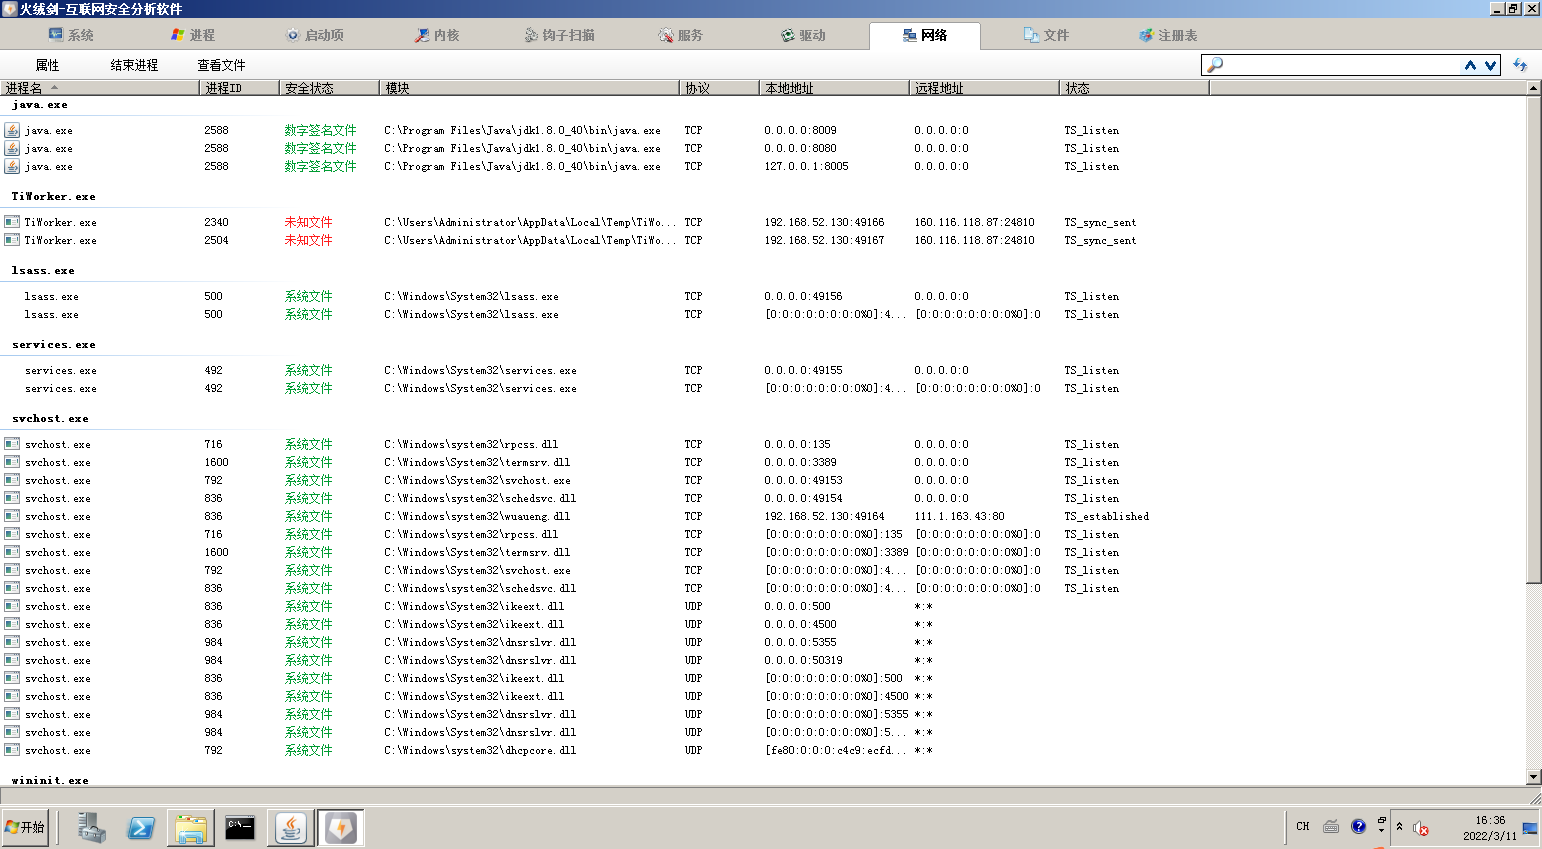 火绒剑-互联网安全分析软件
系统 进程 启动项 内核 钩子扫描 服务 驱动 网络 文件 注册表
属性 结束进程 查看文件
进程名 进程ID 安全状态 模块 协议 本地地址 远程地址 状态
java.exe
java.exe 2588 数字签名文件 C:\Program Files\Java\jdk1.8.0_40\bin\java.exe TCP 0.0.0.0:8009 0.0.0.0:0 TS_listen
java.exe 2588 数字签名文件 C:\Program Files\Java\jdk1.8.0_40\bin\java.exe TCP 0.0.0.0:8080 0.0.0.0:0 TS_listen
java.exe 2588 数字签名文件 C:\Program Files\Java\jdk1.8.0_40\bin\java.exe TCP 127.0.0.1:8005 0.0.0.0:0 TS_listen
TiWorker.exe
TiWorker.exe 2340 未知文件 C:\Users\Administrator\AppData\Local\Temp\TiWo... TCP 192.168.52.130:49166 160.116.118.87:24810 TS_sync_sent
TiWorker.exe 2504 未知文件 C:\Users\Administrator\AppData\Local\Temp\TiWo... TCP 192.168.52.130:49167 160.116.118.87:24810 TS_sync_sent
lsass.exe
lsass.exe 500 系统文件 C:\Windows\System32\lsass.exe TCP 0.0.0.0:49156 0.0.0.0:0 TS_listen
lsass.exe 500 系统文件 C:\Windows\System32\lsass.exe TCP [0:0:0:0:0:0:0%0]:4... [0:0:0:0:0:0:0%0]:0 TS_listen
services.exe
services.exe 492 系统文件 C:\Windows\System32\services.exe TCP 0.0.0.0:49155 0.0.0.0:0 TS_listen
services.exe 492 系统文件 C:\Windows\System32\services.exe TCP [0:0:0:0:0:0:0%0]:4... [0:0:0:0:0:0:0%0]:0 TS_listen
svchost.exe
svchost.exe 716 系统文件 C:\Windows\system32\rpcss.dll TCP 0.0.0.0:135 0.0.0.0:0 TS_listen
svchost.exe 1600 系统文件 C:\Windows\System32\termsrv.dll TCP 0.0.0.0:3389 0.0.0.0:0 TS_listen
svchost.exe 792 系统文件 C:\Windows\System32\svchost.exe TCP 0.0.0.0:49153 0.0.0.0:0 TS_listen
svchost.exe 836 系统文件 C:\Windows\system32\schedsvc.dll TCP 0.0.0.0:49154 0.0.0.0:0 TS_listen
svchost.exe 836 系统文件 C:\Windows\system32\wuaueng.dll TCP 192.168.52.130:49164 111.1.163.43:80 TS_established
svchost.exe 716 系统文件 C:\Windows\system32\rpcss.dll TCP [0:0:0:0:0:0:0%0]:135 [0:0:0:0:0:0:0%0]:0 TS_listen
svchost.exe 1600 系统文件 C:\Windows\System32\termsrv.dll TCP [0:0:0:0:0:0:0%0]:3389 [0:0:0:0:0:0:0%0]:0 TS_listen
svchost.exe 792 系统文件 C:\Windows\System32\svchost.exe TCP [0:0:0:0:0:0:0%0]:4... [0:0:0:0:0:0:0%0]:0 TS_listen
svchost.exe 836 系统文件 C:\Windows\system32\schedsvc.dll TCP [0:0:0:0:0:0:0%0]:4... [0:0:0:0:0:0:0%0]:0 TS_listen
svchost.exe 836 系统文件 C:\Windows\System32\ikeext.dll UDP 0.0.0.0:500 *:*
svchost.exe 836 系统文件 C:\Windows\System32\ikeext.dll UDP 0.0.0.0:4500 *:*
svchost.exe 984 系统文件 C:\Windows\System32\dnsrslvr.dll UDP 0.0.0.0:5355 *:*
svchost.exe 984 系统文件 C:\Windows\System32\dnsrslvr.dll UDP 0.0.0.0:50319 *:*
svchost.exe 836 系统文件 C:\Windows\System32\ikeext.dll UDP [0:0:0:0:0:0:0%0]:500 *:*
svchost.exe 836 系统文件 C:\Windows\System32\ikeext.dll UDP [0:0:0:0:0:0:0%0]:4500 *:*
svchost.exe 984 系统文件 C:\Windows\System32\dnsrslvr.dll UDP [0:0:0:0:0:0:0%0]:5355 *:*
svchost.exe 984 系统文件 C:\Windows\System32\dnsrslvr.dll UDP [0:0:0:0:0:0:0%0]:5... *:*
svchost.exe 792 系统文件 C:\Windows\system32\dhcpcore.dll UDP [fe80:0:0:0:c4c9:ecfd... *:*
wininit.exe
开始 C:\_ CH 16:36
2022/3/11